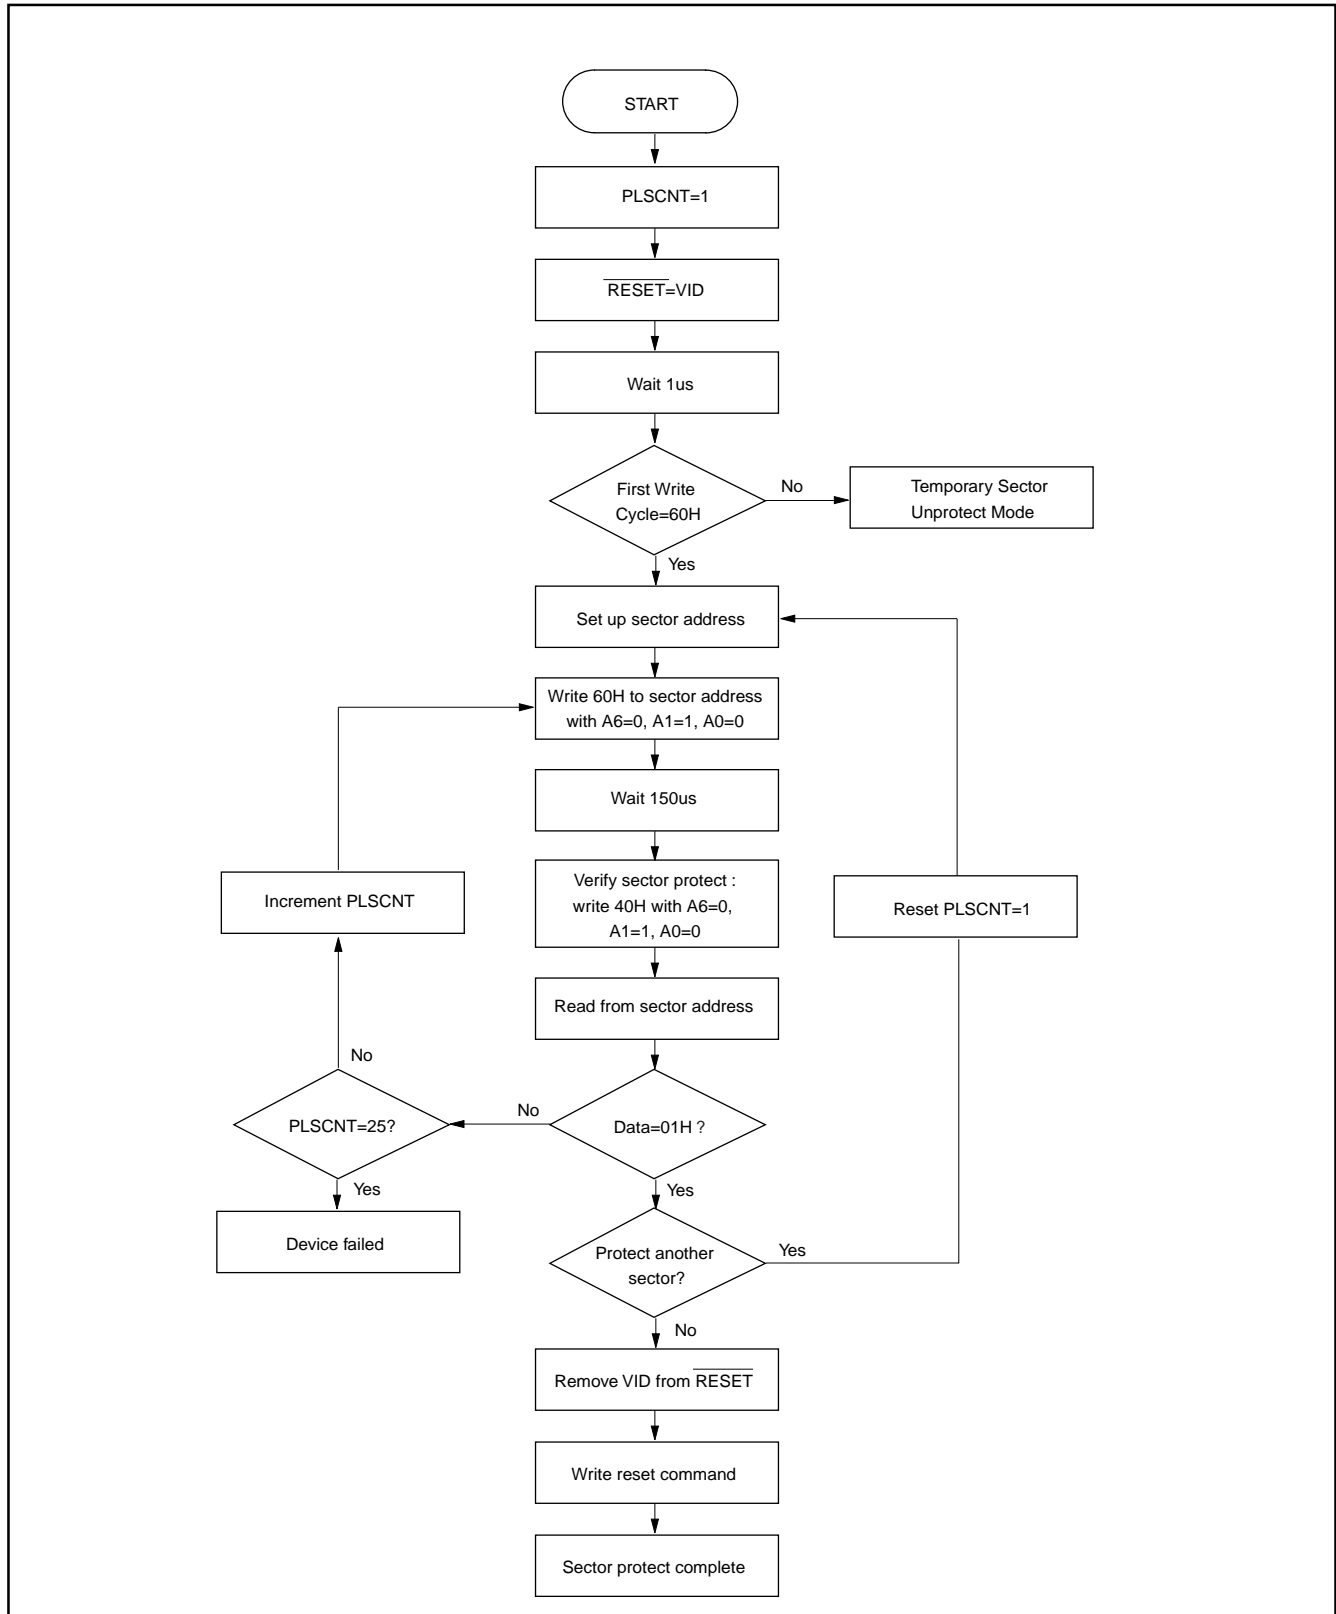 START
PLSCNT=1
RESET=VID
Wait 1us
First Write
Cycle=60H
No
Temporary Sector
Unprotect Mode
Yes
Set up sector address
Write 60H to sector address
with A6=0, A1=1, A0=0
Wait 150us
Verify sector protect :
write 40H with A6=0,
A1=1, A0=0
Increment PLSCNT
Reset PLSCNT=1
Read from sector address
No
No
PLSCNT=25?
Data=01H ?
Yes
Yes
Device failed
Protect another
sector?
Yes
No
Remove VID from RESET
Write reset command
Sector protect complete